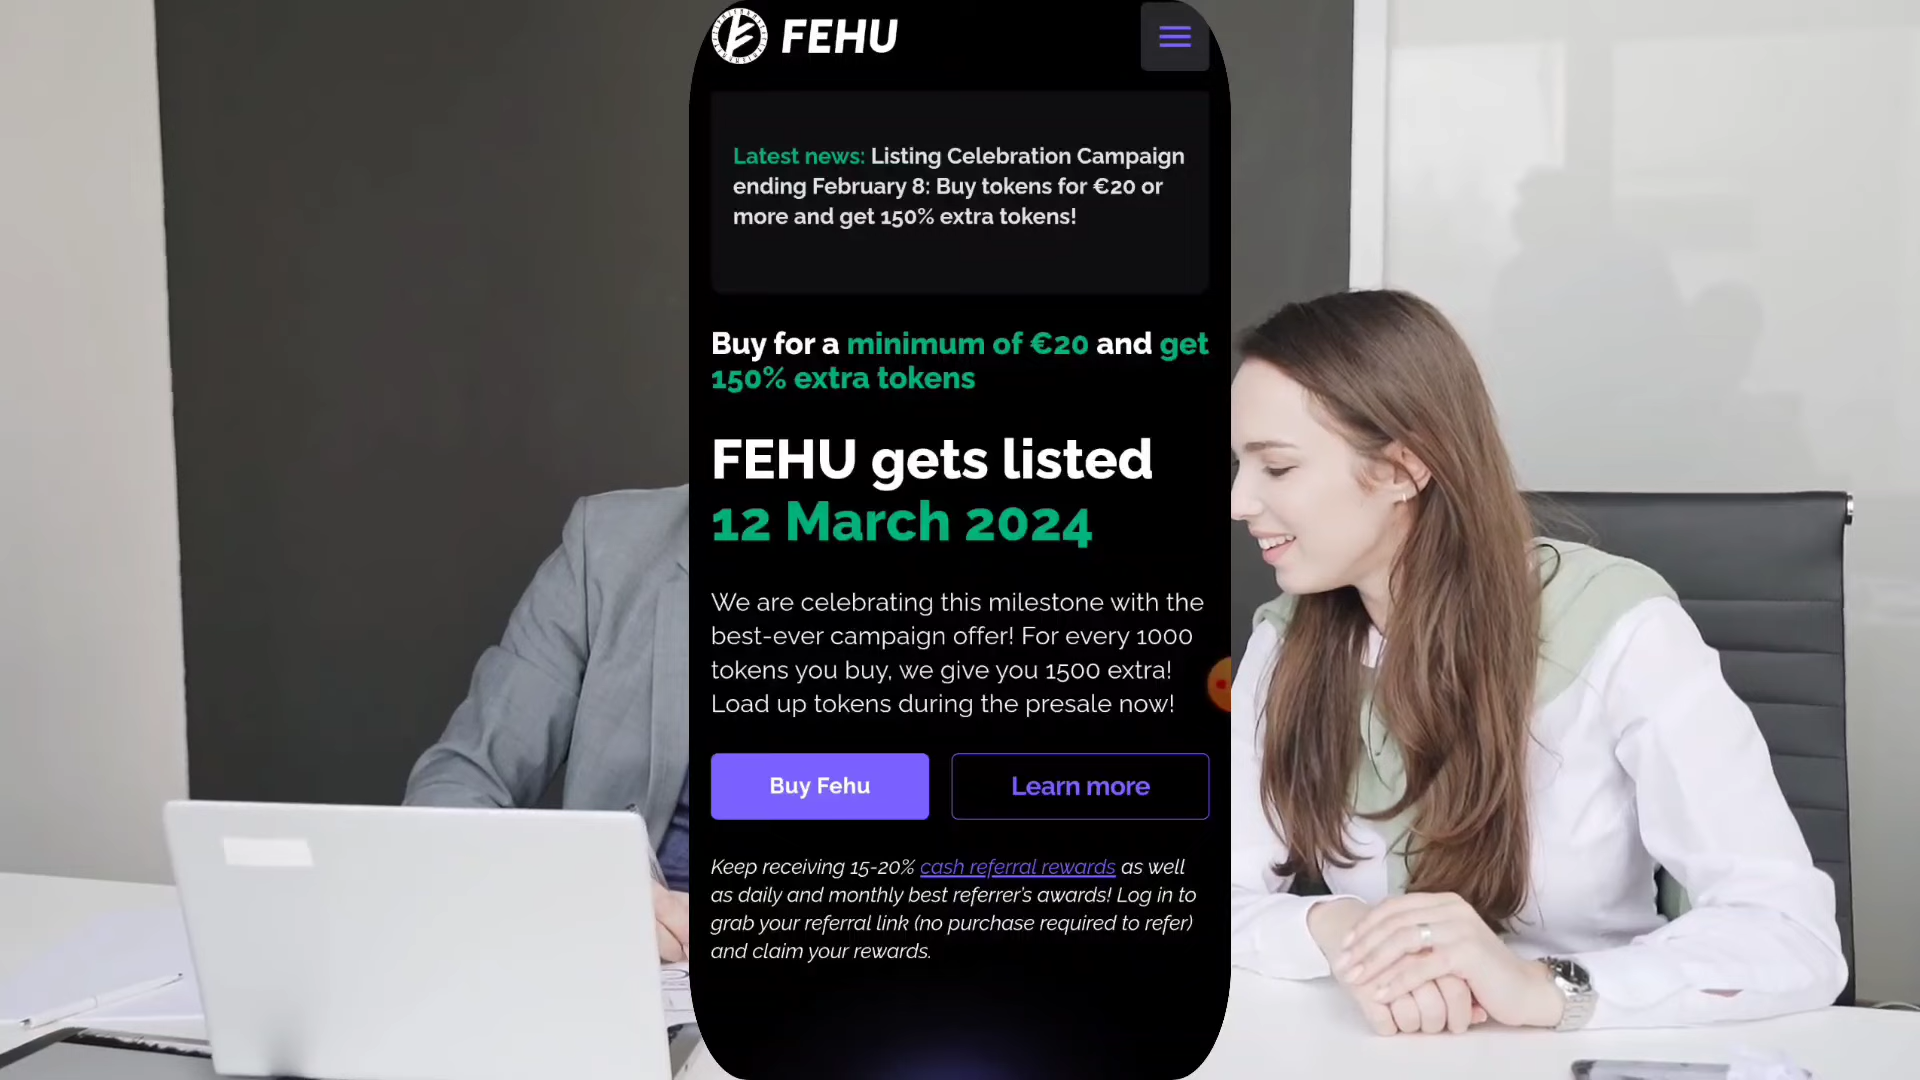 FEHU
Latest news: Listing Celebration Campaign
ending February 8: Buy tokens for €20 or
more and get 150% extra tokens!
Buy for a minimum of €20 and get
150% extra tokens
FEHU gets listed
12 March 2024
We are celebrating this milestone with the
best-ever campaign offer! For every 1000
tokens you buy, we give you 1500 extra!
Load up tokens during the presale now!
Buy Fehu
Learn more
Keep receiving 15-20% cash referral rewards as well
as daily and monthly best referrer's awards! Log in to
grab your referral link (no purchase required to refer)
and claim your rewards.